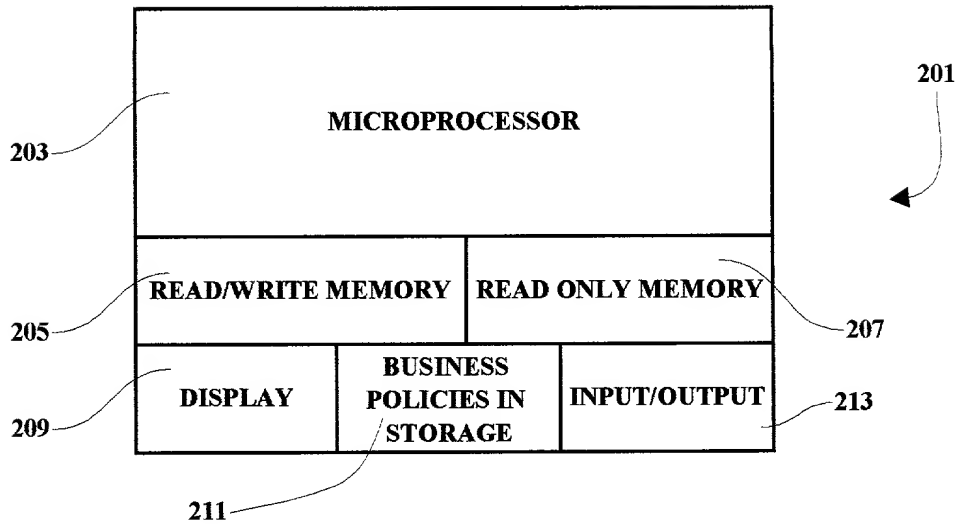 201
MICROPROCESSOR
203
READ/WRITE MEMORY
READ ONLY MEMORY
205
207
DISPLAY
BUSINESS
POLICIES IN
STORAGE
INPUT/OUTPUT
209
213
211